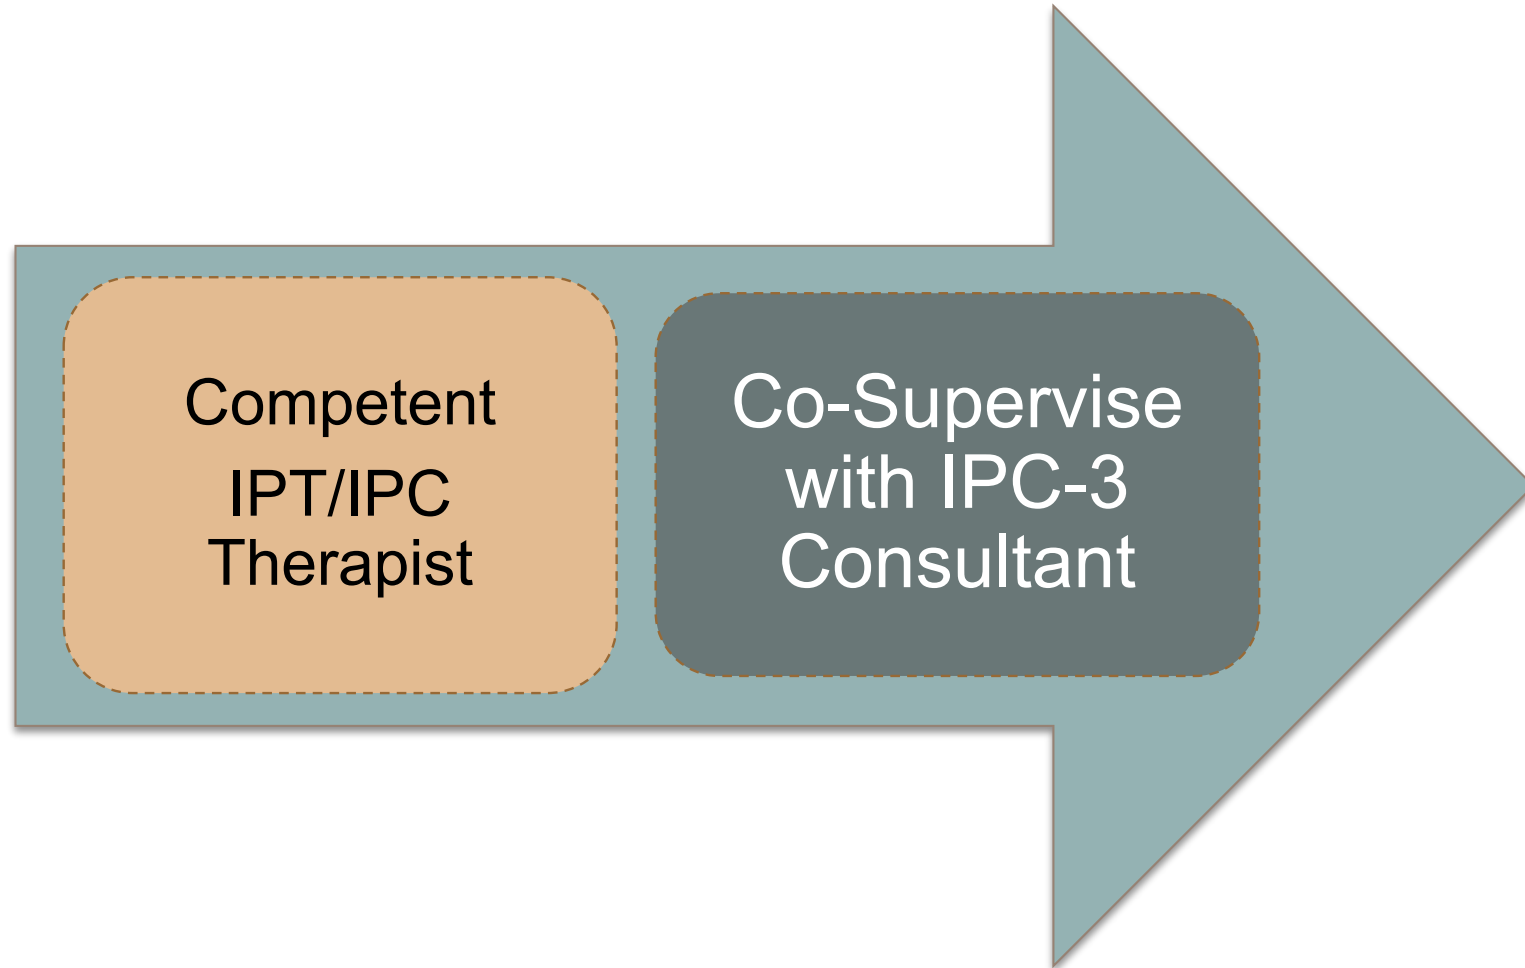 Competent
IPT/IPC
Therapist
Co-Supervise
with IPC-3
Consultant